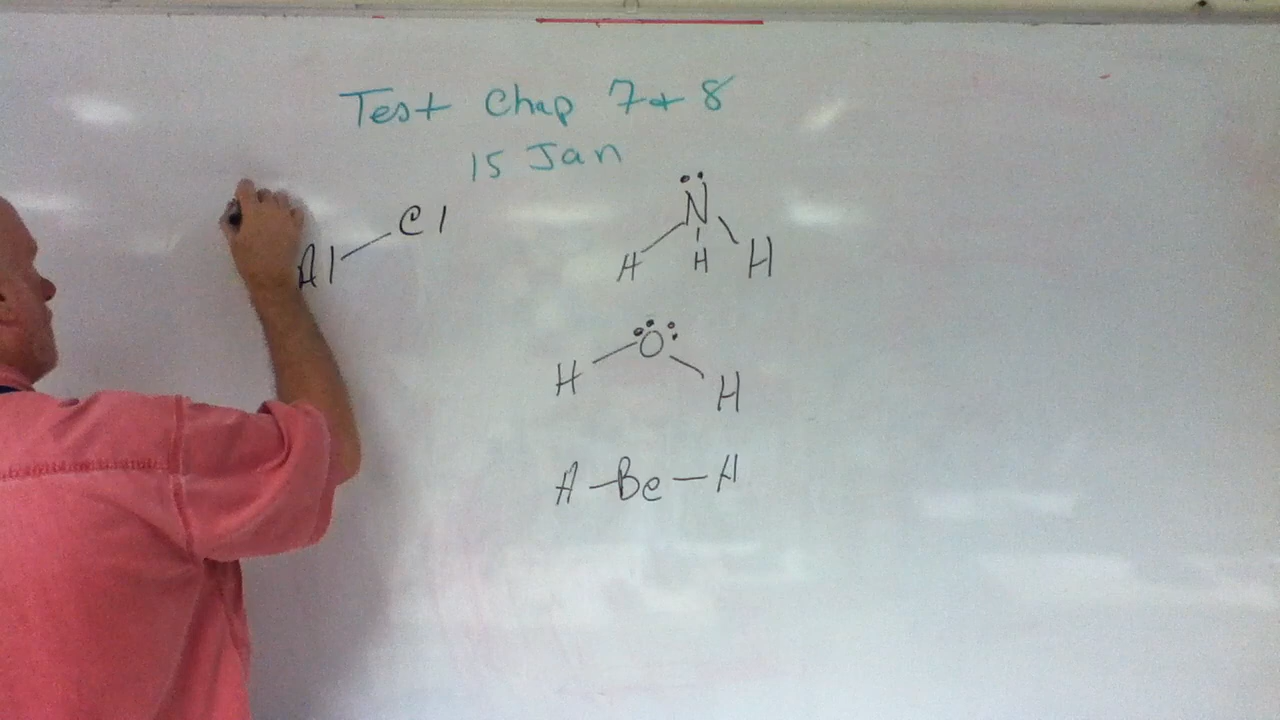 Test Chap 7 + 8
15 Jan
Al — Cl
N
H H H
O
H H
H — Be — H